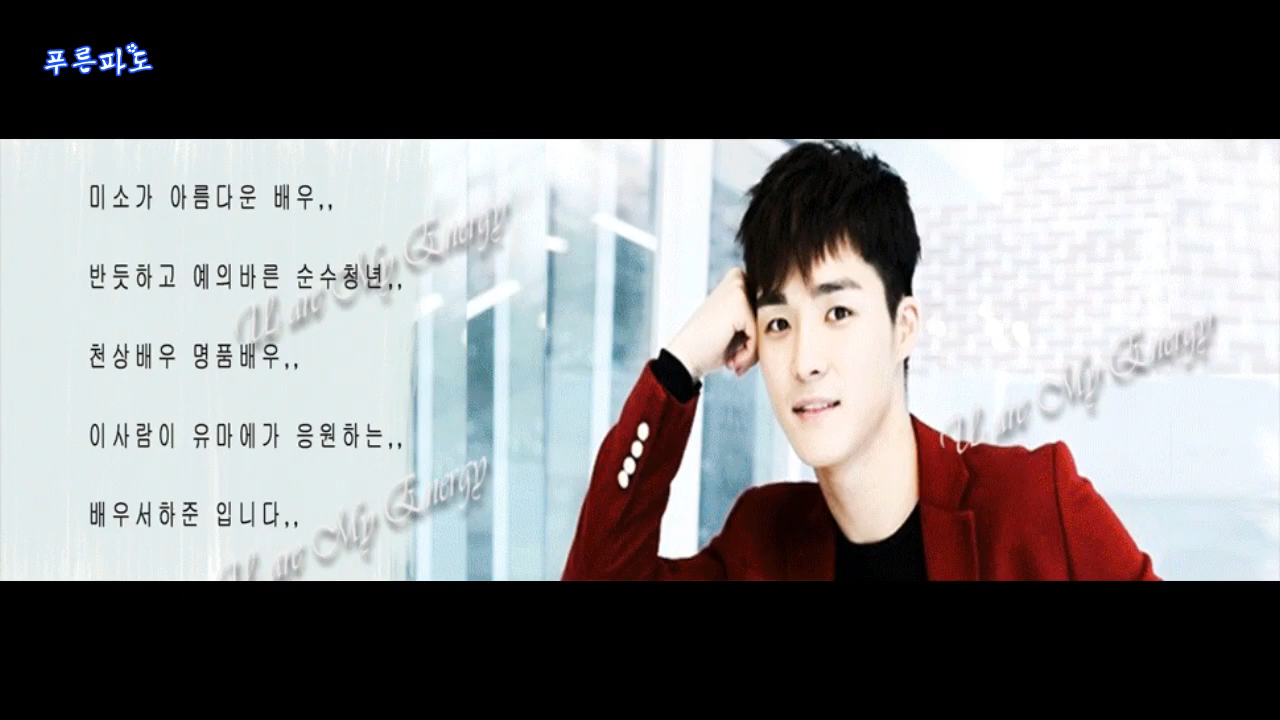 푸른파도
미소가 아름다운 배우,,
반듯하고 예의바른 순수청년,,
천상배우 명품배우,,
이사람이 유마에가 응원하는,,
배우서하준 입니다,,
U are My Energy
U are My Energy
U are My Energy